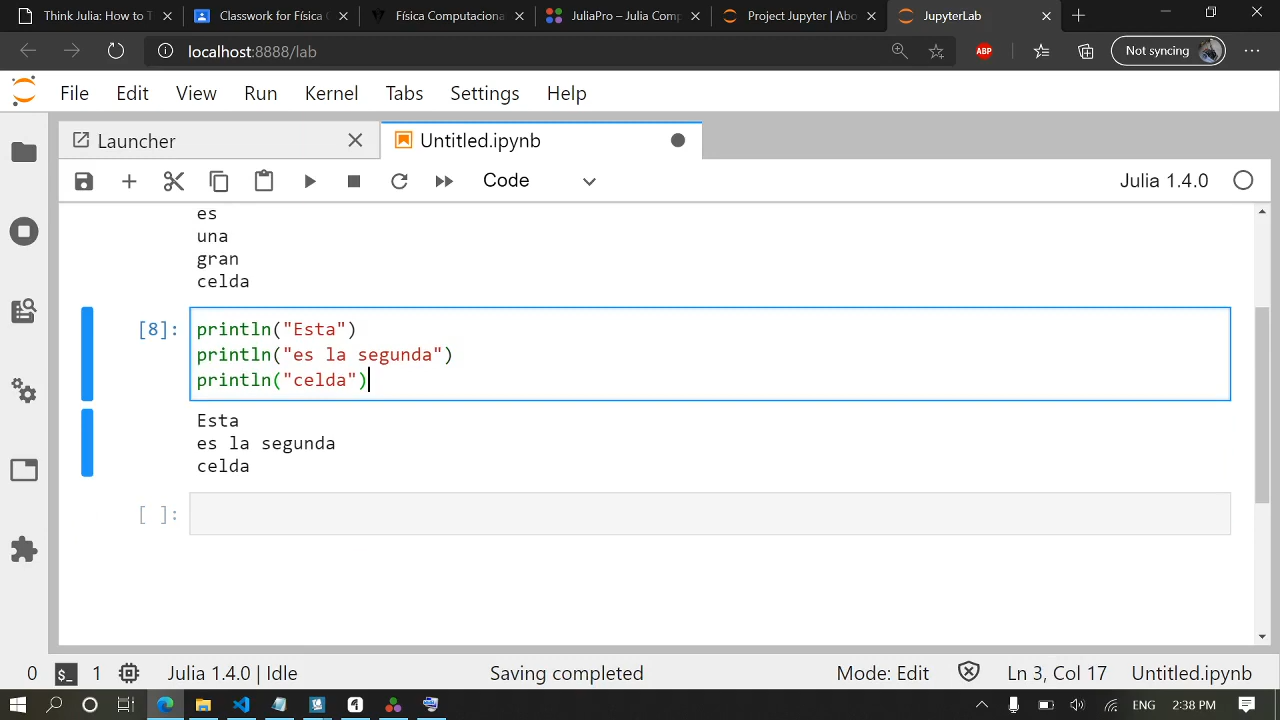 Think Julia: How to T
Classwork for Física C
Física Computaciona
JuliaPro – Julia Comp
Project Jupyter | Abo
JupyterLab
localhost:8888/lab
ABP
Not syncing
File Edit View Run Kernel Tabs Settings Help
Launcher
Untitled.ipynb
Code
Julia 1.4.0
es
una
gran
celda
[8]:
println("Esta")
println("es la segunda")
println("celda")
Esta
es la segunda
celda
[ ]:
0
1
Julia 1.4.0 | Idle
Saving completed
Mode: Edit
Ln 3, Col 17
Untitled.ipynb
ENG
2:38 PM